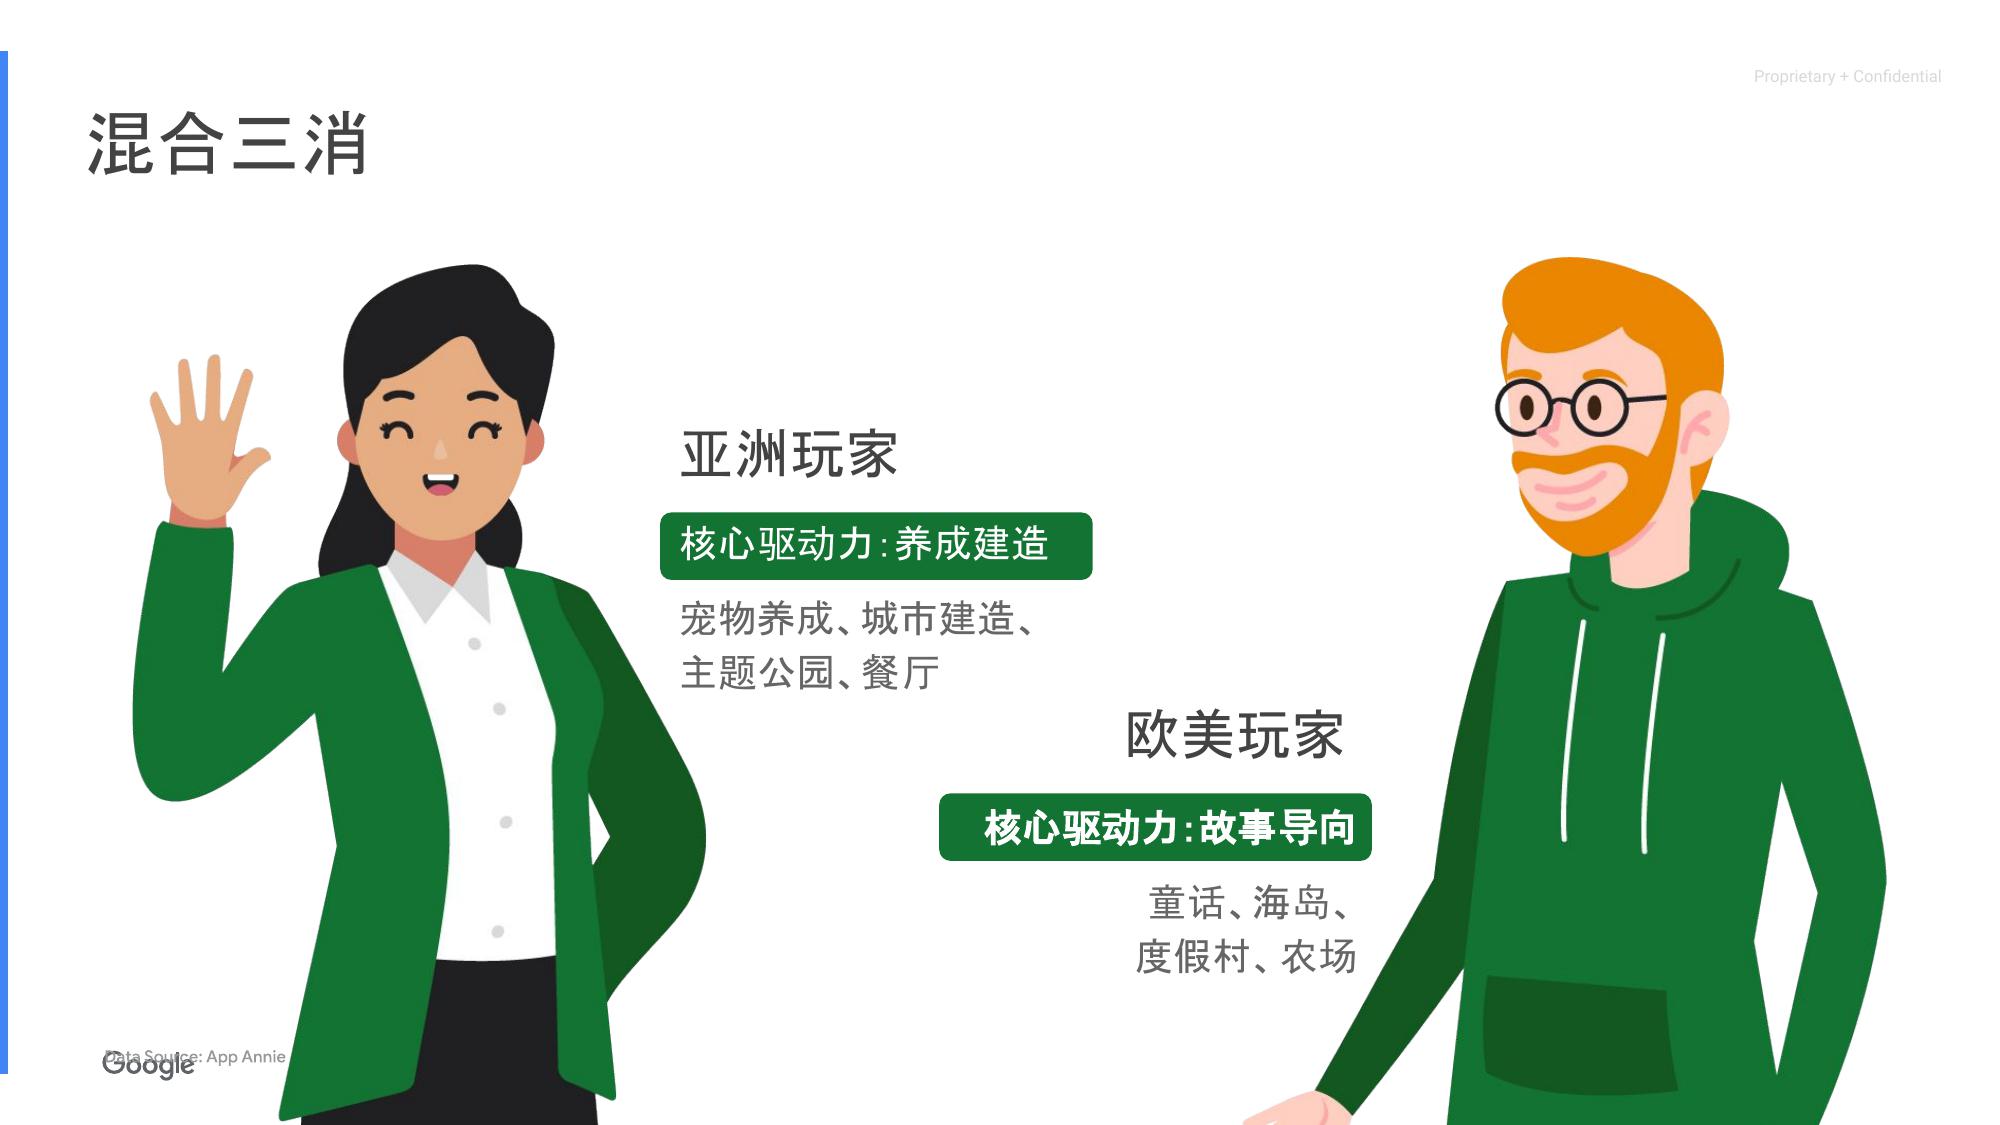 Proprietary + Confidential
混合三消
亚洲玩家
核心驱动力：养成建造
宠物养成、城市建造、
主题公园、餐厅
欧美玩家
核心驱动力：故事导向
童话、海岛、
度假村、农场
Data Source: App Annie
Google